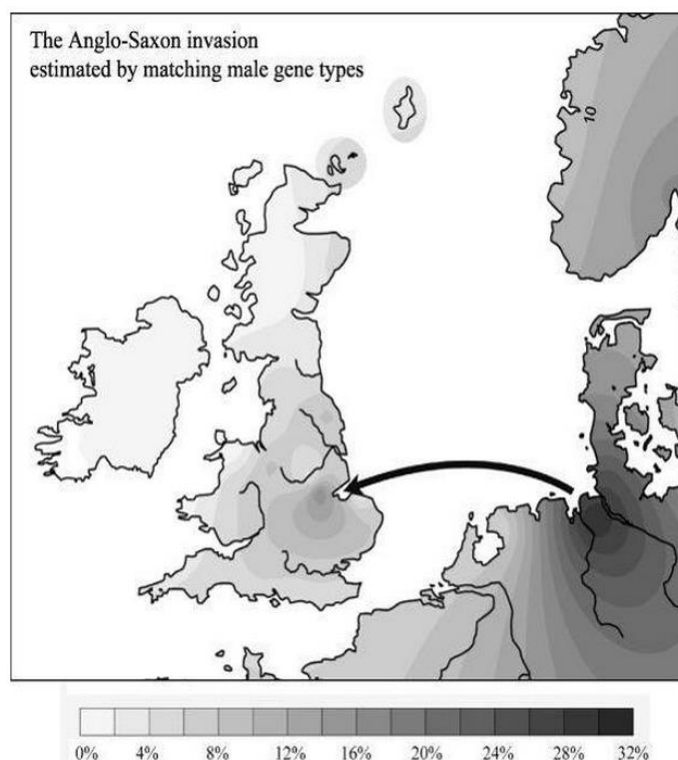 The Anglo-Saxon invasion
estimated by matching male gene types
10
0% 4% 8% 12% 16% 20% 24% 28% 32%